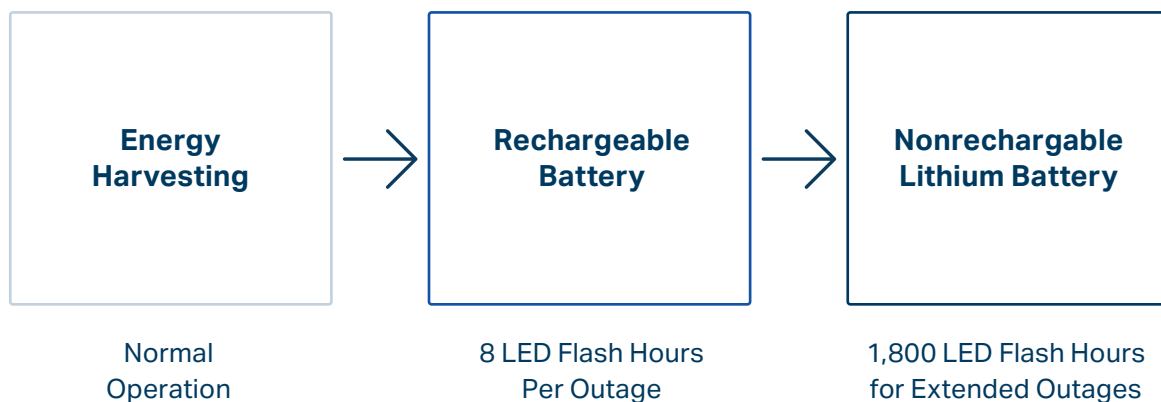 Energy
Harvesting
Rechargeable
Battery
Nonrechargable
Lithium Battery
Normal
Operation
8 LED Flash Hours
Per Outage
1,800 LED Flash Hours
for Extended Outages